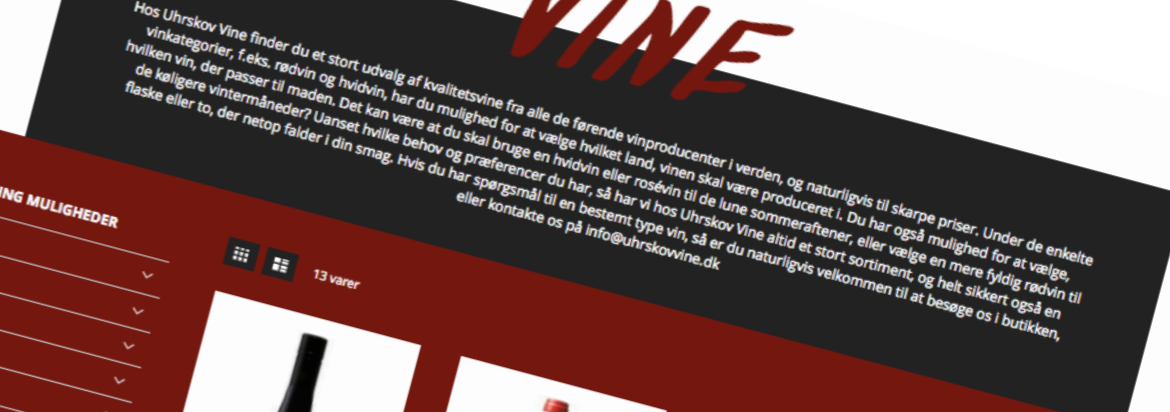 VINE
Hos Uhrskov Vine finder du et stort udvalg af kvalitetsvine fra alle de førende vinproducenter i verden, og naturligvis til skarpe priser. Under de enkelte
vinkategorier, f.eks. rødvin og hvidvin, har du mulighed for at vælge hvilket land, vinen skal være produceret i. Du har også mulighed for at vælge,
hvilken vin, der passer til maden. Det kan være at du skal bruge en hvidvin eller rosévin til de lune sommeraftener, eller vælge en mere fyldig rødvin til
de køligere vintermåneder? Uanset hvilke behov og præferencer du har, så har vi hos Uhrskov Vine altid et stort sortiment, og helt sikkert også en
flaske eller to, der netop falder i din smag. Hvis du har spørgsmål til en bestemt type vin, så er du naturligvis velkommen til at besøge os i butikken,
eller kontakte os på info@uhrskovvine.dk
ING MULIGHEDER
13 varer